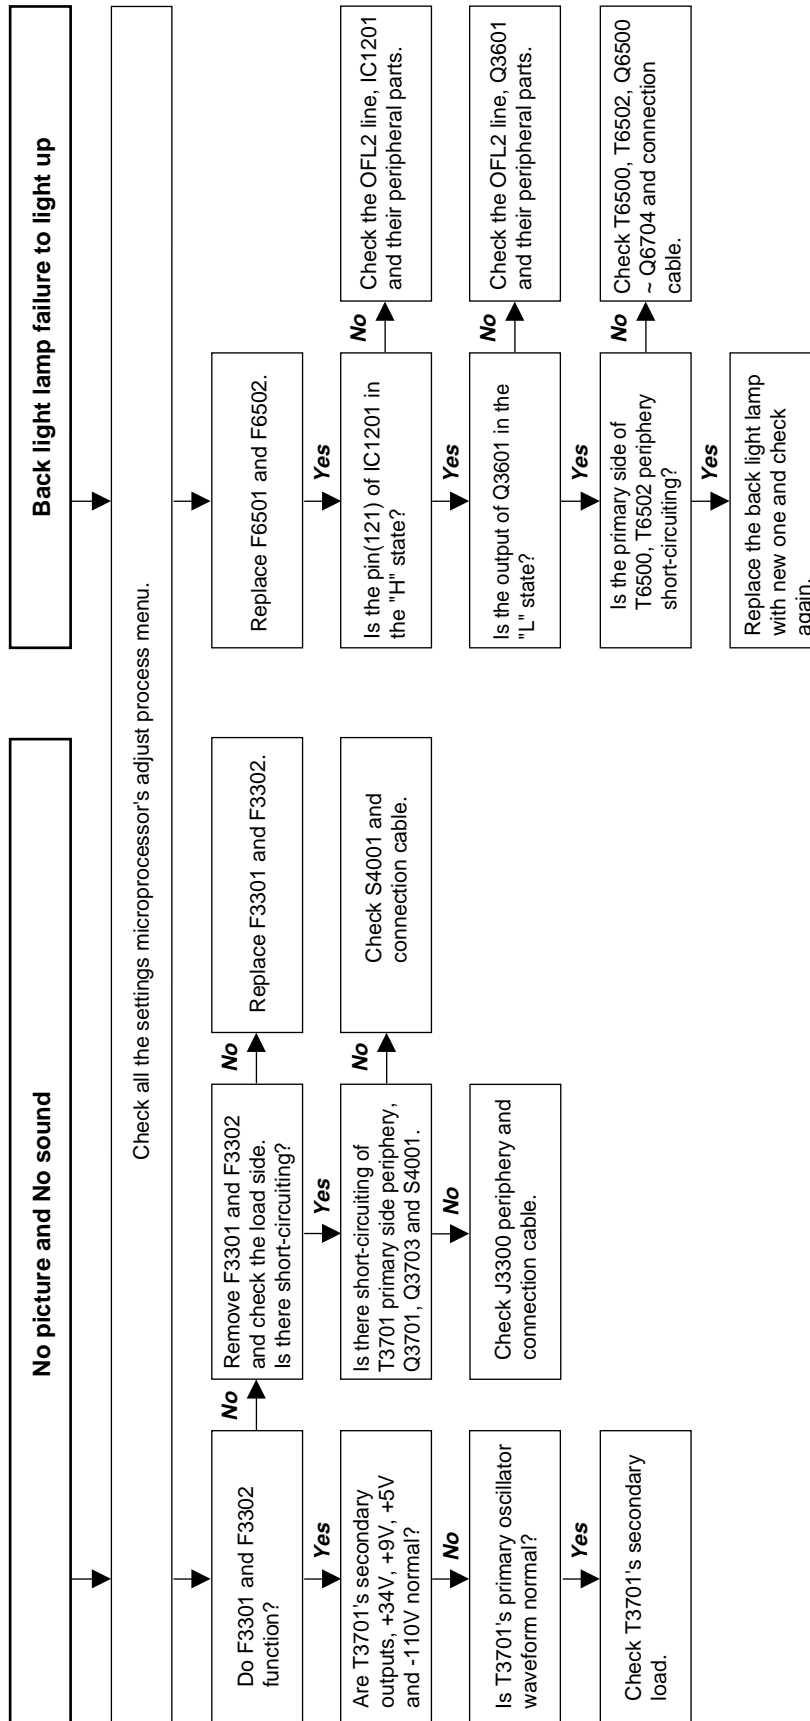 No picture and No sound
Back light lamp failure to light up
Check all the settings microprocessor's adjust process menu.
Do F3301 and F3302
function?
No
Remove F3301 and F3302
and check the load side.
Is there short-circuiting?
No
Replace F3301 and F3302.
Yes
Yes
Are T3701's secondary
outputs, +34V, +9V, +5V
and -110V normal?
Is there short-circuiting of
T3701 primary side periphery,
Q3701, Q3703 and S4001.
No
Check S4001 and
connection cable.
No
No
Is T3701's primary oscillator
waveform normal?
Check J3300 periphery and
connection cable.
Yes
Check T3701's secondary
load.
Replace F6501 and F6502.
Yes
Is the pin(121) of IC1201 in
the "H" state?
No
Check the OFL2 line, IC1201
and their peripheral parts.
Yes
Is the output of Q3601 in the
"L" state?
No
Check the OFL2 line, Q3601
and their peripheral parts.
Yes
Is the primary side of
T6500, T6502 periphery
short-circuiting?
No
Check T6500, T6502, Q6500
~ Q6704 and connection
cable.
Yes
Replace the back light lamp
with new one and check
again.